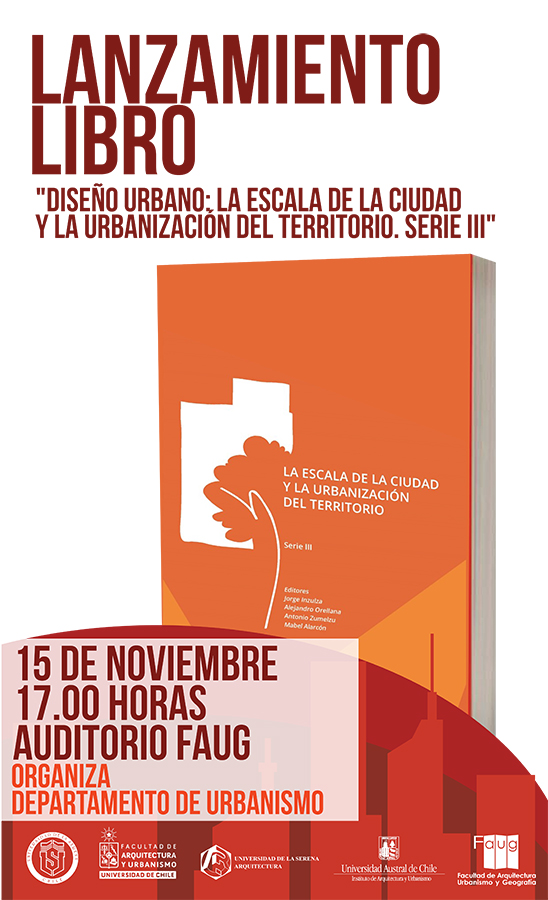 LANZAMIENTO
LIBRO
"DISEÑO URBANO: LA ESCALA DE LA CIUDAD
Y LA URBANIZACIÓN DEL TERRITORIO. SERIE III"
LA ESCALA DE LA CIUDAD
Y LA URBANIZACIÓN
DEL TERRITORIO
Serie III
Editores
Jorge Inzulza
Alejandro Orellana
Antonio Zumelzu
Mabel Alarcón
15 DE NOVIEMBRE
17.00 HORAS
AUDITORIO FAUG
ORGANIZA
DEPARTAMENTO DE URBANISMO
FACULTAD DE
ARQUITECTURA
Y URBANISMO
UNIVERSIDAD DE CHILE
UNIVERSIDAD DE LA SERENA
ARQUITECTURA
Universidad Austral de Chile
Instituto de Arquitectura y Urbanismo
Faug
Facultad de Arquitectura
Urbanismo y Geografía